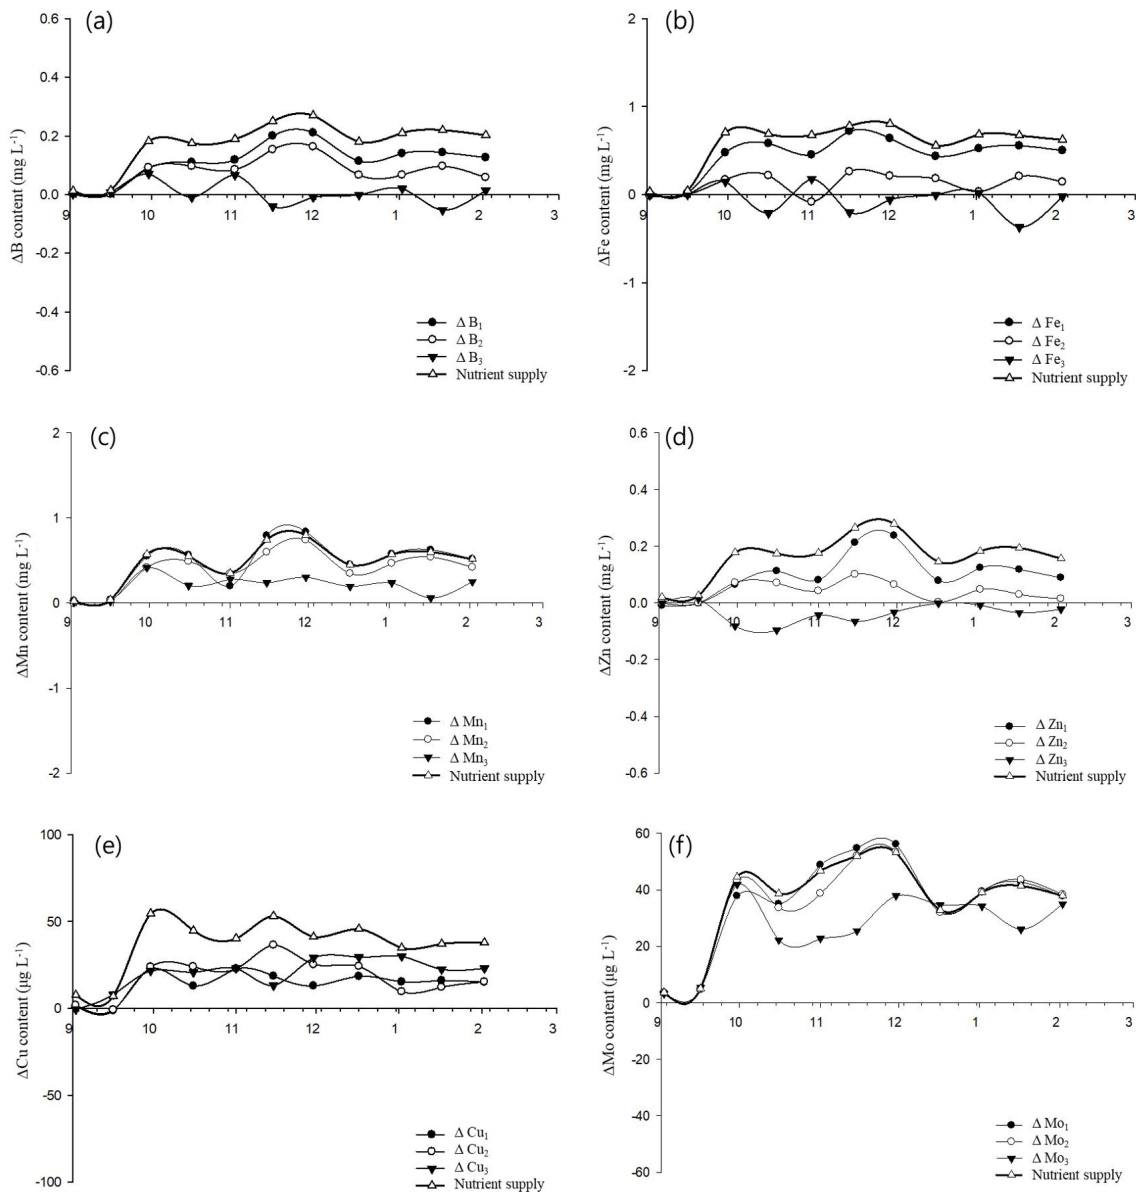 (a)
0.6
0.4
0.2
0.0
-0.2
-0.4
-0.6
9 10 11 12 1 2 3
ΔB content (mg L⁻¹)
Δ B₁
Δ B₂
Δ B₃
Nutrient supply
(b)
2
1
0
-1
-2
9 10 11 12 1 2 3
ΔFe content (mg L⁻¹)
Δ Fe₁
Δ Fe₂
Δ Fe₃
Nutrient supply
(c)
2
1
0
-1
-2
9 10 11 12 1 2 3
ΔMn content (mg L⁻¹)
Δ Mn₁
Δ Mn₂
Δ Mn₃
Nutrient supply
(d)
0.6
0.4
0.2
0.0
-0.2
-0.4
-0.6
9 10 11 12 1 2 3
ΔZn content (mg L⁻¹)
Δ Zn₁
Δ Zn₂
Δ Zn₃
Nutrient supply
(e)
100
50
0
-50
-100
9 10 11 12 1 2 3
ΔCu content (µg L⁻¹)
Δ Cu₁
Δ Cu₂
Δ Cu₃
Nutrient supply
(f)
60
40
20
0
-20
-40
-60
9 10 11 12 1 2 3
ΔMo content (µg L⁻¹)
Δ Mo₁
Δ Mo₂
Δ Mo₃
Nutrient supply